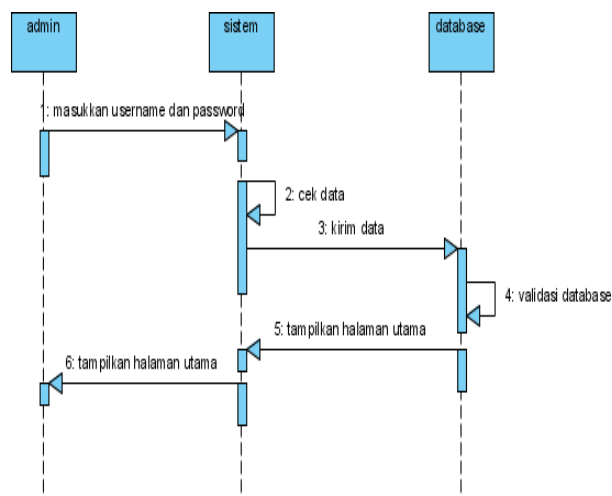 admin
sistem
database
1: masukkan username dan password
2: cek data
3: kirim data
4: validasi database
5: tampilkan halaman utama
6: tampilkan halaman utama